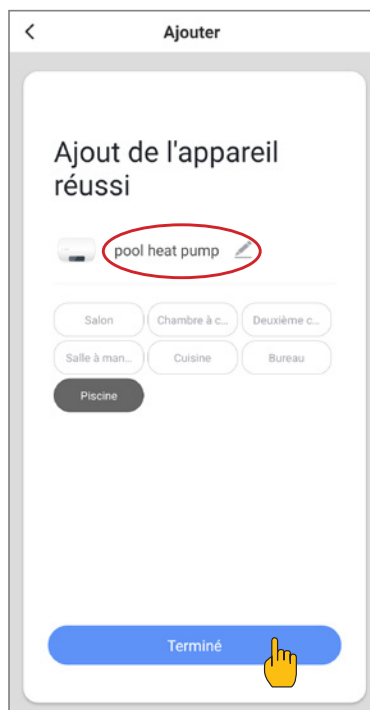 Ajouter
Ajout de l'appareil
réussi
pool heat pump
Salon Chambre à c... Deuxième c...
Salle à man... Cuisine Bureau
Piscine
Terminé